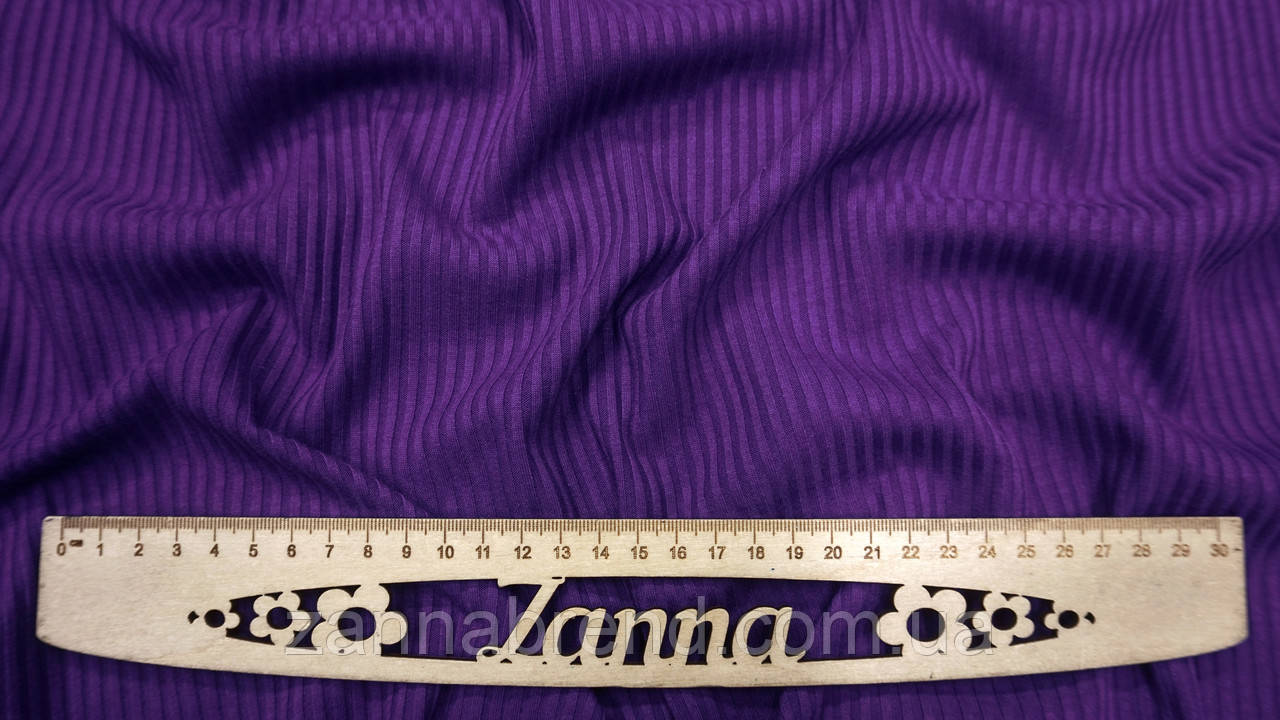 0 см 1 2 3 4 5 6 7 8 9 10 11 12 13 14 15 16 17 18 19 20 21 22 23 24 25 26 27 28 29 30
Zanna
zannabrend.com.ua